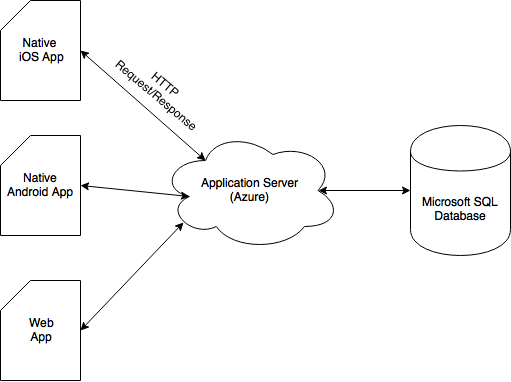 Native
iOS App
HTTP
Request/Response
Native
Android App
Application Server
(Azure)
Microsoft SQL
Database
Web
App